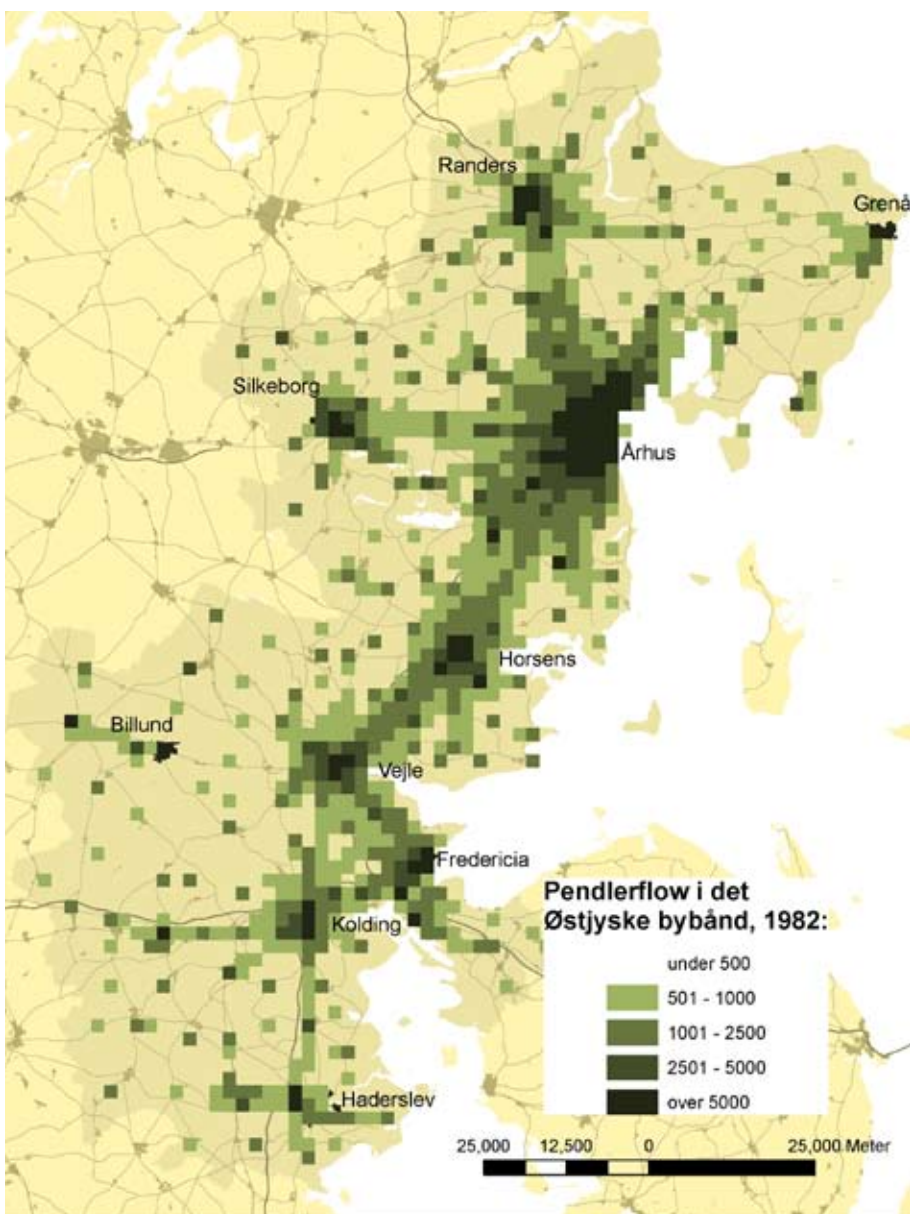 Randers
Grenå
Silkeborg
Århus
Horsens
Billund
Vejle
Fredericia
Kolding
Haderslev
Pendlerflow i det
Østjyske bybånd, 1982:
under 500
501 - 1000
1001 - 2500
2501 - 5000
over 5000
25,000 12,500 0 25,000 Meter